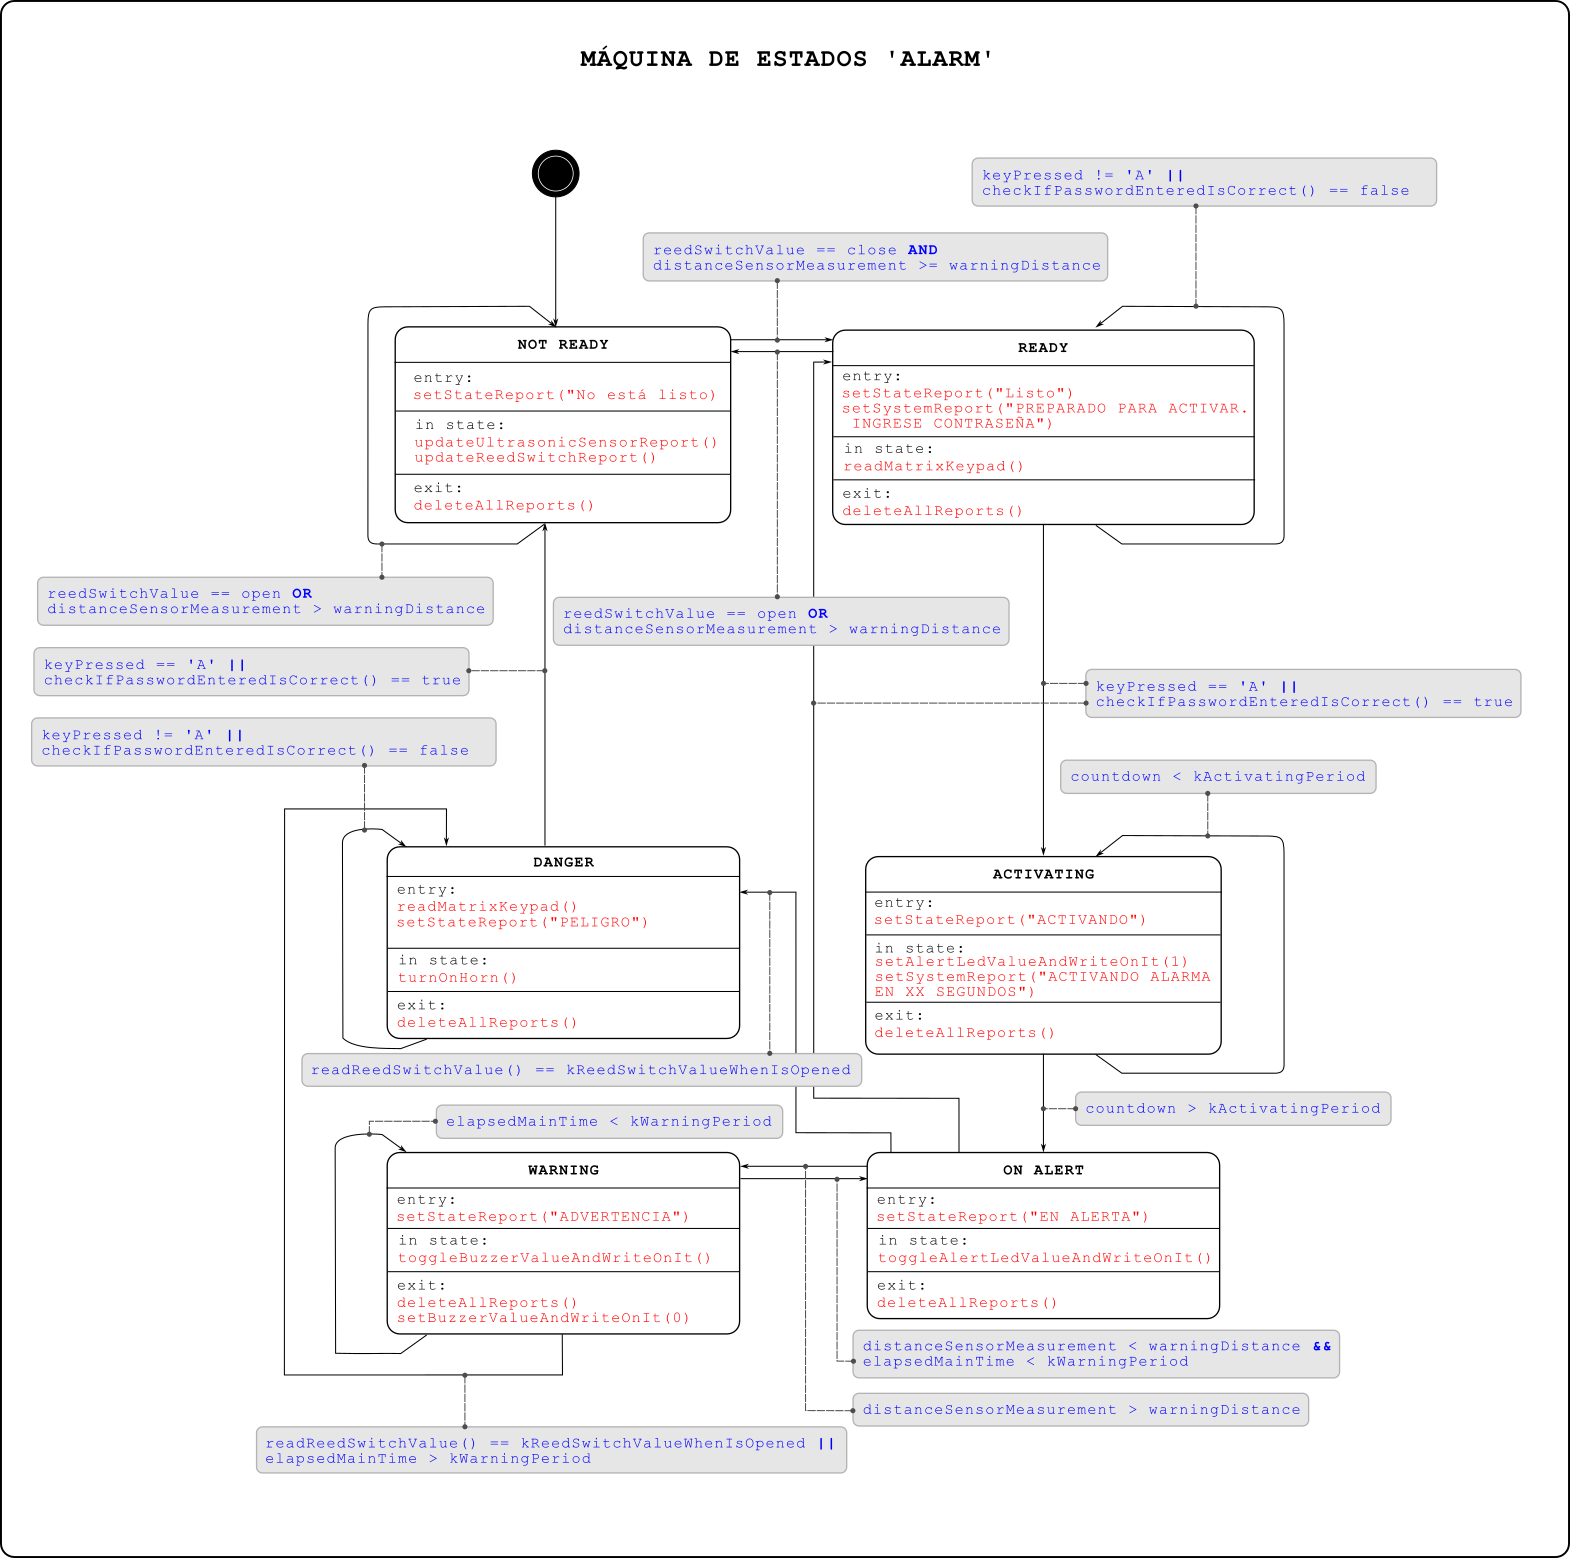 MÁQUINA DE ESTADOS 'ALARM'
keyPressed != 'A' ||
checkIfPasswordEnteredIsCorrect() == false
reedSwitchValue == close AND
distanceSensorMeasurement >= warningDistance
NOT READY
entry:
setStateReport("No está listo)
in state:
updateUltrasonicSensorReport()
updateReedSwitchReport()
exit:
deleteAllReports()
READY
entry:
setStateReport("Listo")
setSystemReport("PREPARADO PARA ACTIVAR.
INGRESE CONTRASEÑA")
in state:
readMatrixKeypad()
exit:
deleteAllReports()
reedSwitchValue == open OR
distanceSensorMeasurement > warningDistance
reedSwitchValue == open OR
distanceSensorMeasurement > warningDistance
keyPressed == 'A' ||
checkIfPasswordEnteredIsCorrect() == true
keyPressed == 'A' ||
checkIfPasswordEnteredIsCorrect() == true
keyPressed != 'A' ||
checkIfPasswordEnteredIsCorrect() == false
countdown < kActivatingPeriod
DANGER
entry:
readMatrixKeypad()
setStateReport("PELIGRO")
in state:
turnOnHorn()
exit:
deleteAllReports()
ACTIVATING
entry:
setStateReport("ACTIVANDO")
in state:
setAlertLedValueAndWriteOnIt(1)
setSystemReport("ACTIVANDO ALARMA
EN XX SEGUNDOS")
exit:
deleteAllReports()
readReedSwitchValue() == kReedSwitchValueWhenIsOpened
elapsedMainTime < kWarningPeriod
countdown > kActivatingPeriod
WARNING
entry:
setStateReport("ADVERTENCIA")
in state:
toggleBuzzerValueAndWriteOnIt()
exit:
deleteAllReports()
setBuzzerValueAndWriteOnIt(0)
ON ALERT
entry:
setStateReport("EN ALERTA")
in state:
toggleAlertLedValueAndWriteOnIt()
exit:
deleteAllReports()
distanceSensorMeasurement < warningDistance &&
elapsedMainTime < kWarningPeriod
distanceSensorMeasurement > warningDistance
readReedSwitchValue() == kReedSwitchValueWhenIsOpened ||
elapsedMainTime > kWarningPeriod